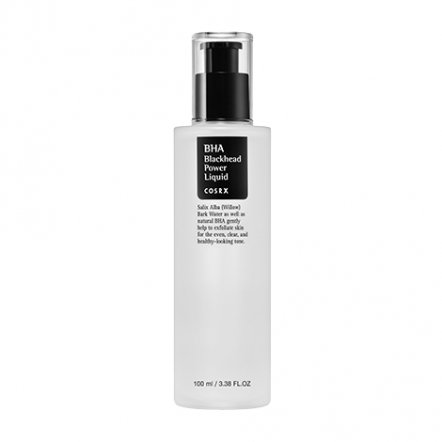 BHA
Blackhead
Power
Liquid
COSRX
Salix Alba (Willow)
Bark Water as well as
natural BHA gently
help to exfoliate skin
for the even, clear, and
healthy-looking tone.
100 ml / 3.38 FL.OZ